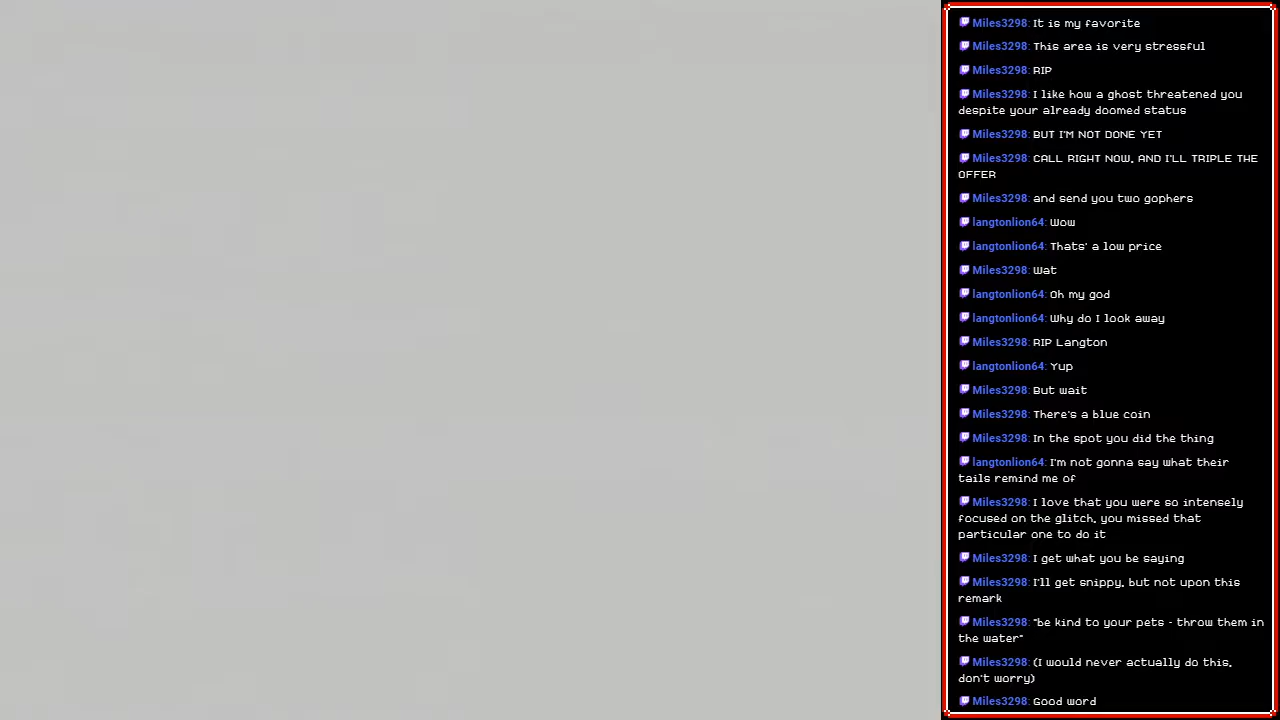 Miles3298: It is my favorite
Miles3298: This area is very stressful
Miles3298: RIP
Miles3298: I like how a ghost threatened you
despite your already doomed status
Miles3298: BUT I'M NOT DONE YET
Miles3298: CALL RIGHT NOW, AND I'LL TRIPLE THE
OFFER
Miles3298: and send you two gophers
langtonlion64: Wow
langtonlion64: Thats' a low price
Miles3298: Wat
langtonlion64: Oh my god
langtonlion64: Why do I look away
Miles3298: RIP Langton
langtonlion64: Yup
Miles3298: But wait
Miles3298: There's a blue coin
Miles3298: In the spot you did the thing
langtonlion64: I'm not gonna say what their
tails remind me of
Miles3298: I love that you were so intensely
focused on the glitch, you missed that
particular one to do it
Miles3298: I get what you be saying
Miles3298: I'll get snippy, but not upon this
remark
Miles3298: "be kind to your pets - throw them in
the water"
Miles3298: (I would never actually do this,
don't worry)
Miles3298: Good word